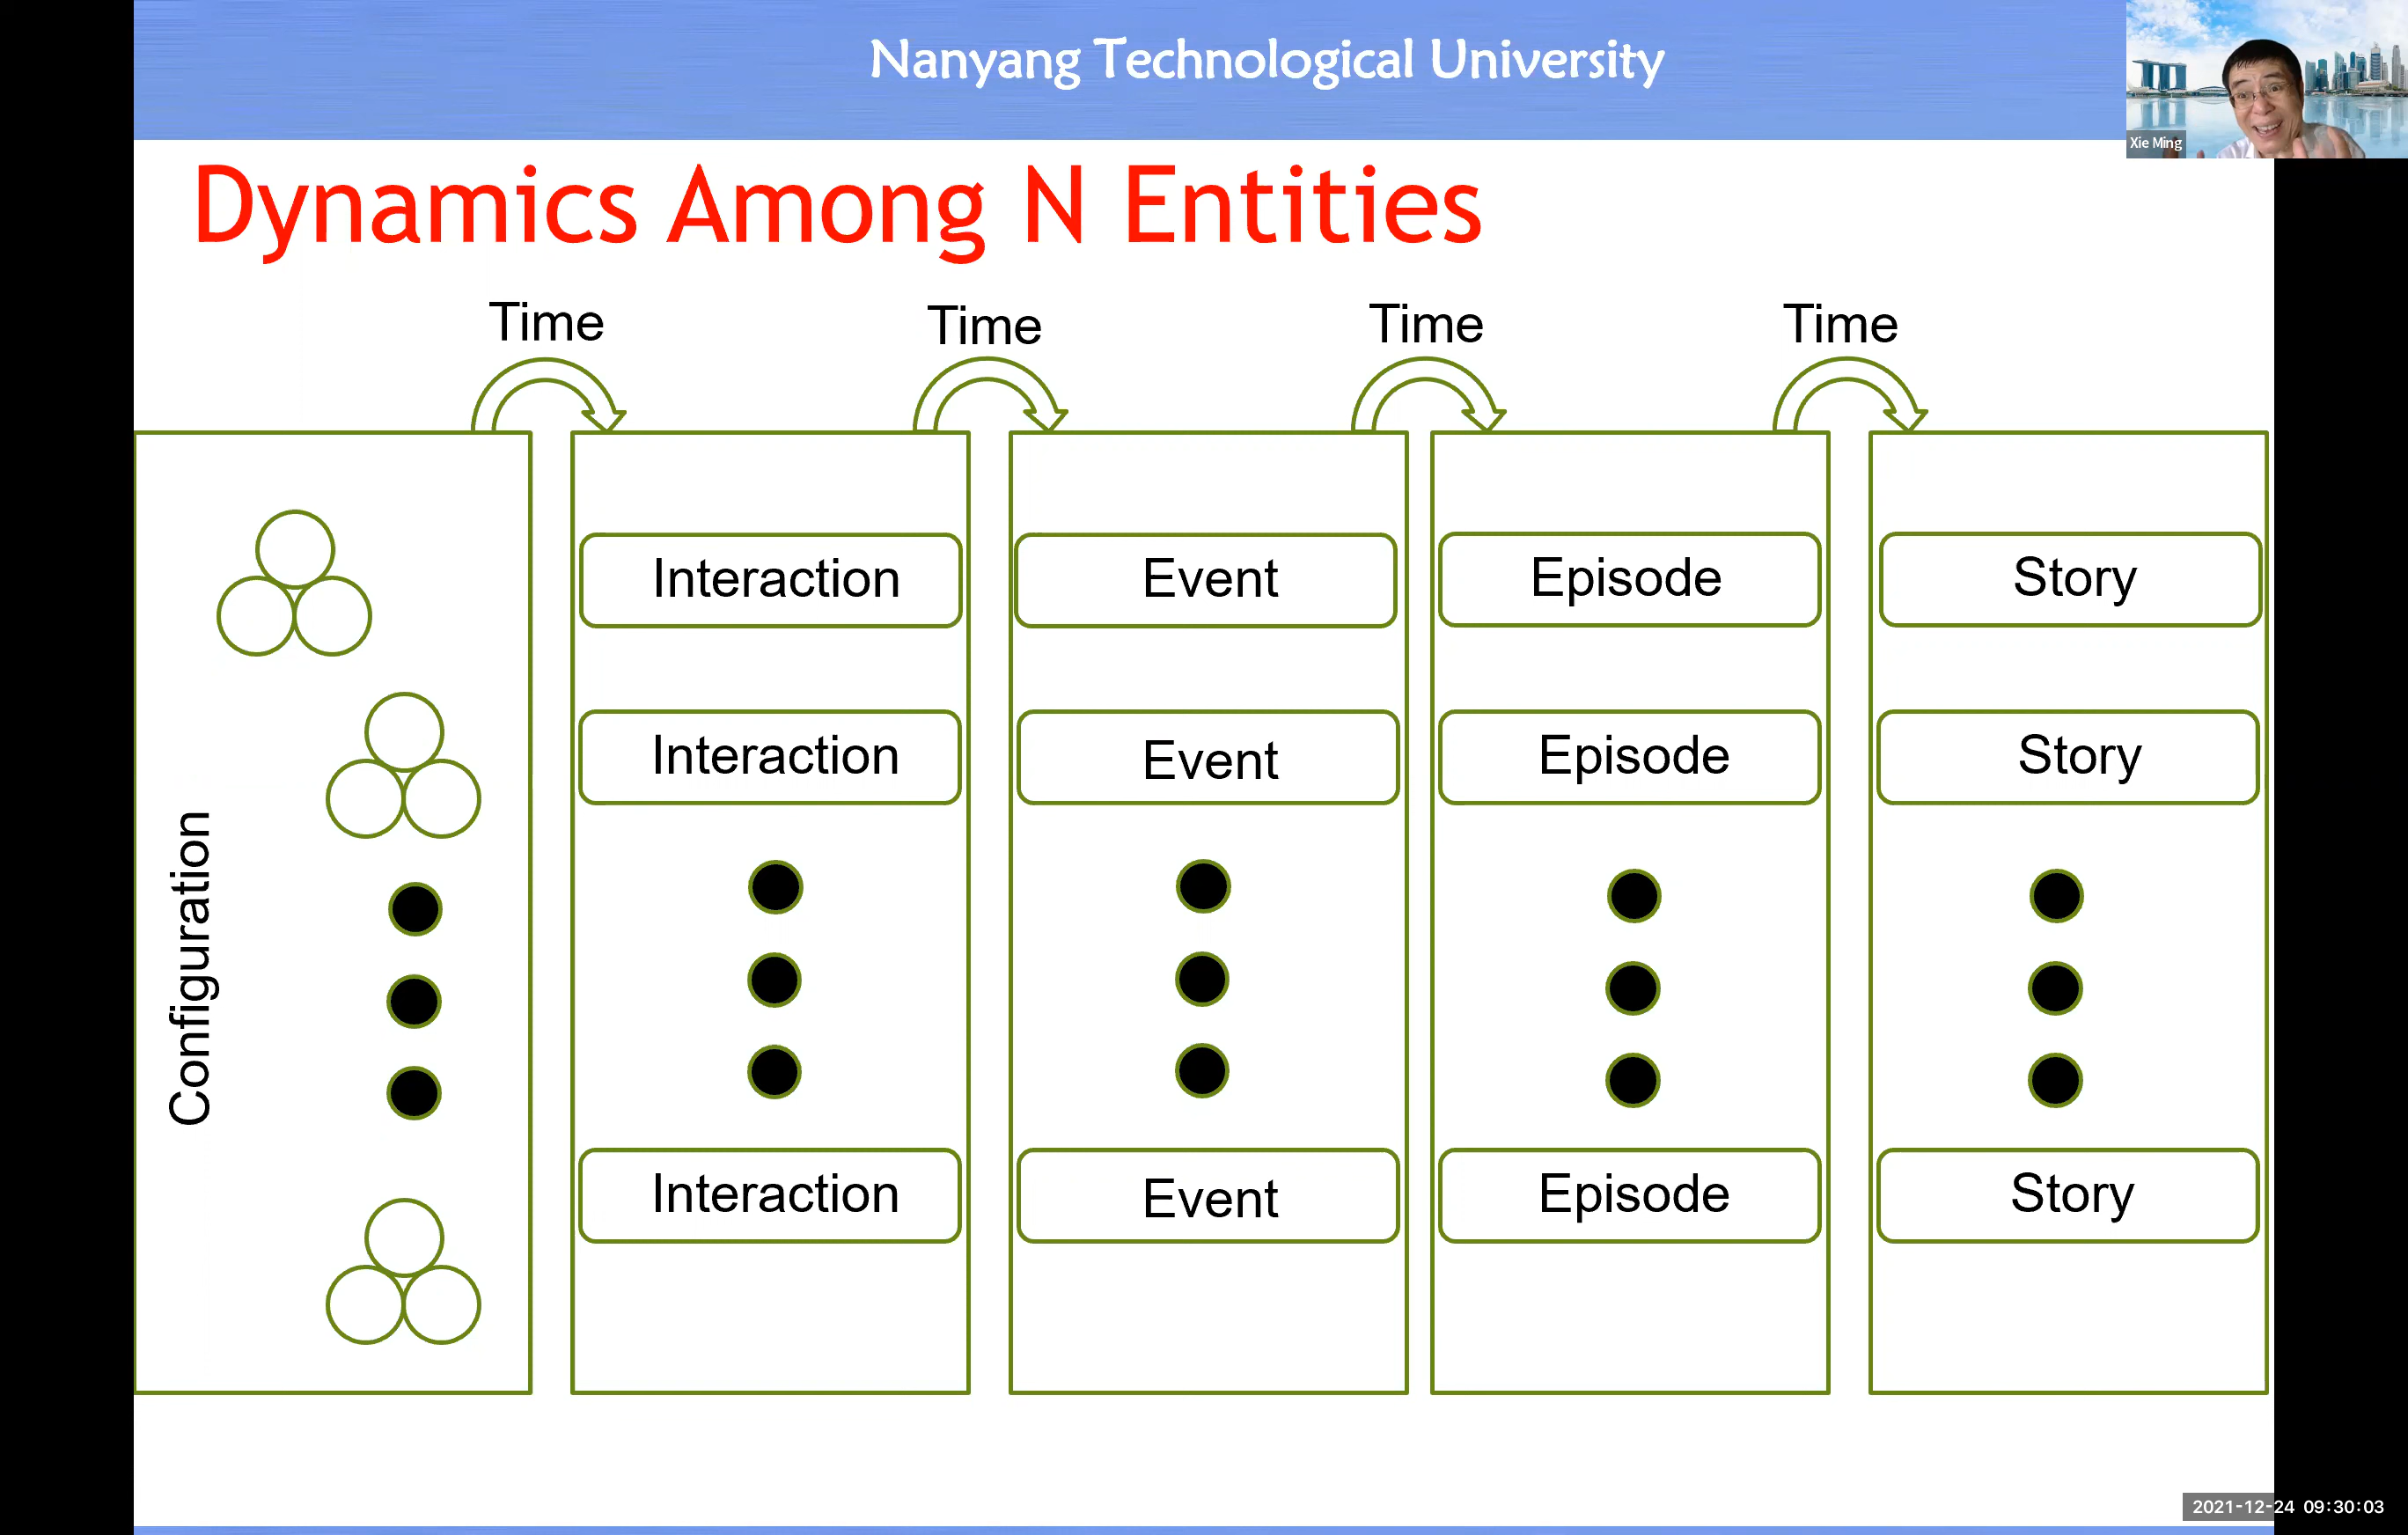 Nanyang Technological University
Xie Ming
Dynamics Among N Entities
Time Time Time Time
Configuration
Interaction Event Episode Story
Interaction Event Episode Story
Interaction Event Episode Story
2021-12-24 09:30:03